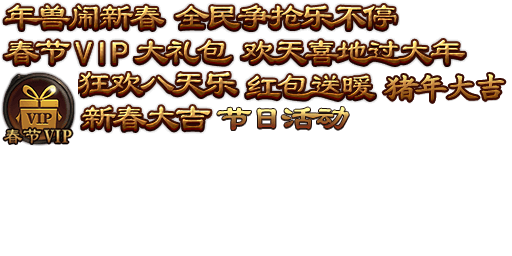 年兽闹新春 全民争抢乐不停
春节VIP大礼包 欢天喜地过大年
狂欢八天乐 红包送暖 猪年大吉
VIP
春节VIP
新春大吉 节日活动